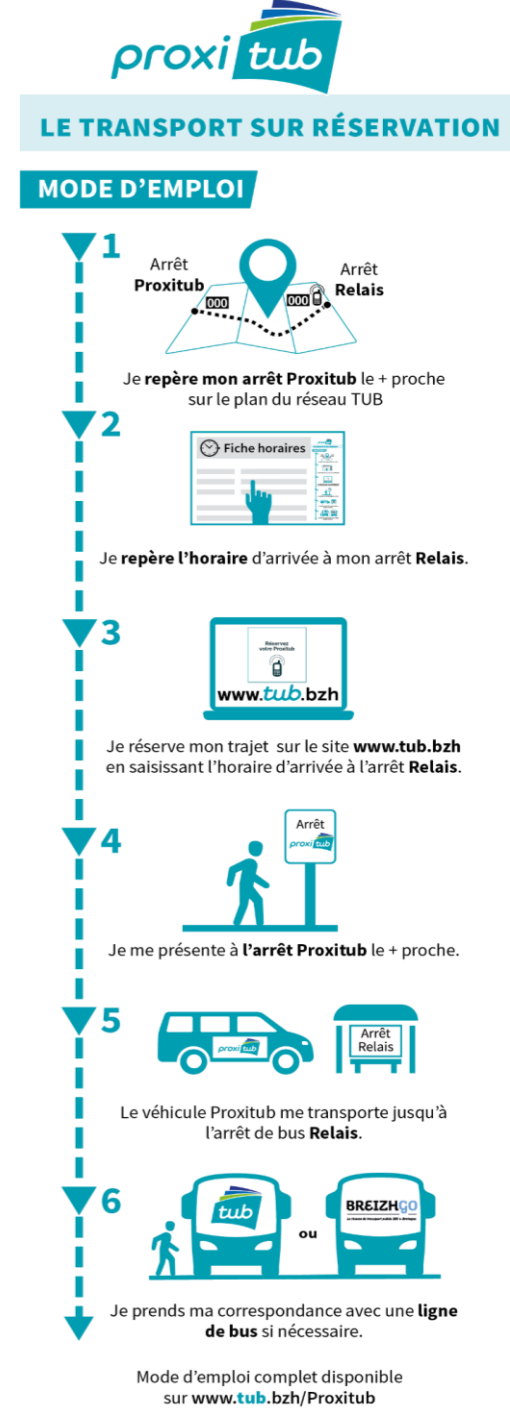 proxi tub
LE TRANSPORT SUR RÉSERVATION
MODE D'EMPLOI
1
Arrêt
Proxitub
Arrêt
Relais
000
000
Je repère mon arrêt Proxitub le + proche
sur le plan du réseau TUB
2
Fiche horaires
Je repère l'horaire d'arrivée à mon arrêt Relais.
3
Réservez
votre Proxitub
www.tub.bzh
Je réserve mon trajet sur le site www.tub.bzh
en saisissant l'horaire d'arrivée à l'arrêt Relais.
4
Arrêt
proxi tub
Je me présente à l'arrêt Proxitub le + proche.
5
proxi tub
Arrêt
Relais
Le véhicule Proxitub me transporte jusqu'à
l'arrêt de bus Relais.
6
tub
ou
BREIZHGO
Je prends ma correspondance avec une ligne
de bus si nécessaire.
Mode d'emploi complet disponible
sur www.tub.bzh/Proxitub